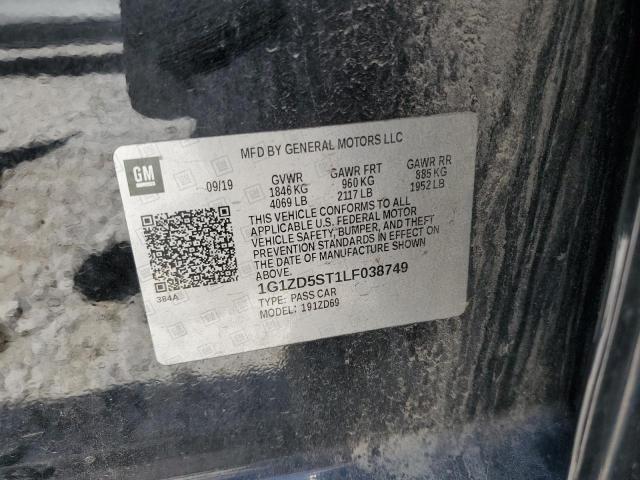 MFD BY GENERAL MOTORS LLC
GM
09/19 GVWR GAWR FRT GAWR RR
1846 KG 960 KG 885 KG
4069 LB 2117 LB 1952 LB
THIS VEHICLE CONFORMS TO ALL
APPLICABLE U.S. FEDERAL MOTOR
VEHICLE SAFETY, BUMPER, AND THEFT
PREVENTION STANDARDS IN EFFECT ON
THE DATE OF MANUFACTURE SHOWN
ABOVE.
384A
1G1ZD5ST1LF038749
TYPE: PASS CAR
MODEL: 191ZD69